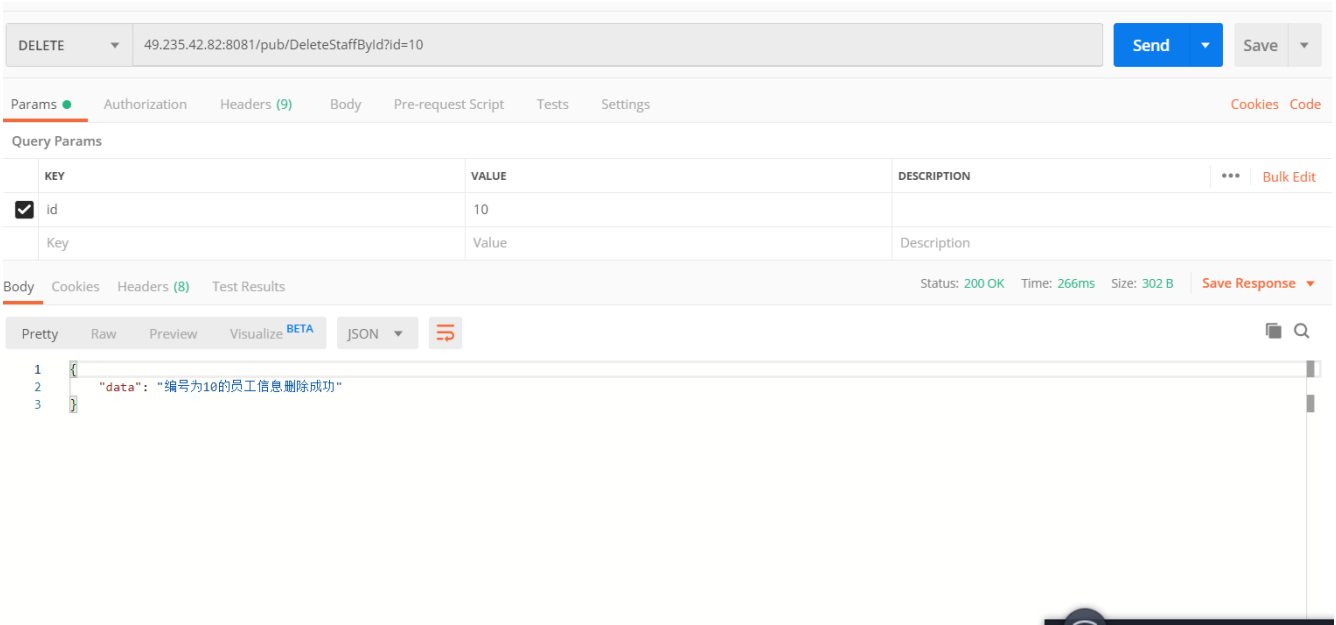 DELETE 49.235.42.82:8081/pub/DeleteStaffById?id=10 Send Save
Params Authorization Headers (9) Body Pre-request Script Tests Settings Cookies Code
Query Params
KEY VALUE DESCRIPTION ••• Bulk Edit
id 10
Key Value Description
Body Cookies Headers (8) Test Results Status: 200 OK Time: 266ms Size: 302 B Save Response
Pretty Raw Preview Visualize BETA JSON
1 {
2 "data": "编号为10的员工信息删除成功"
3 }